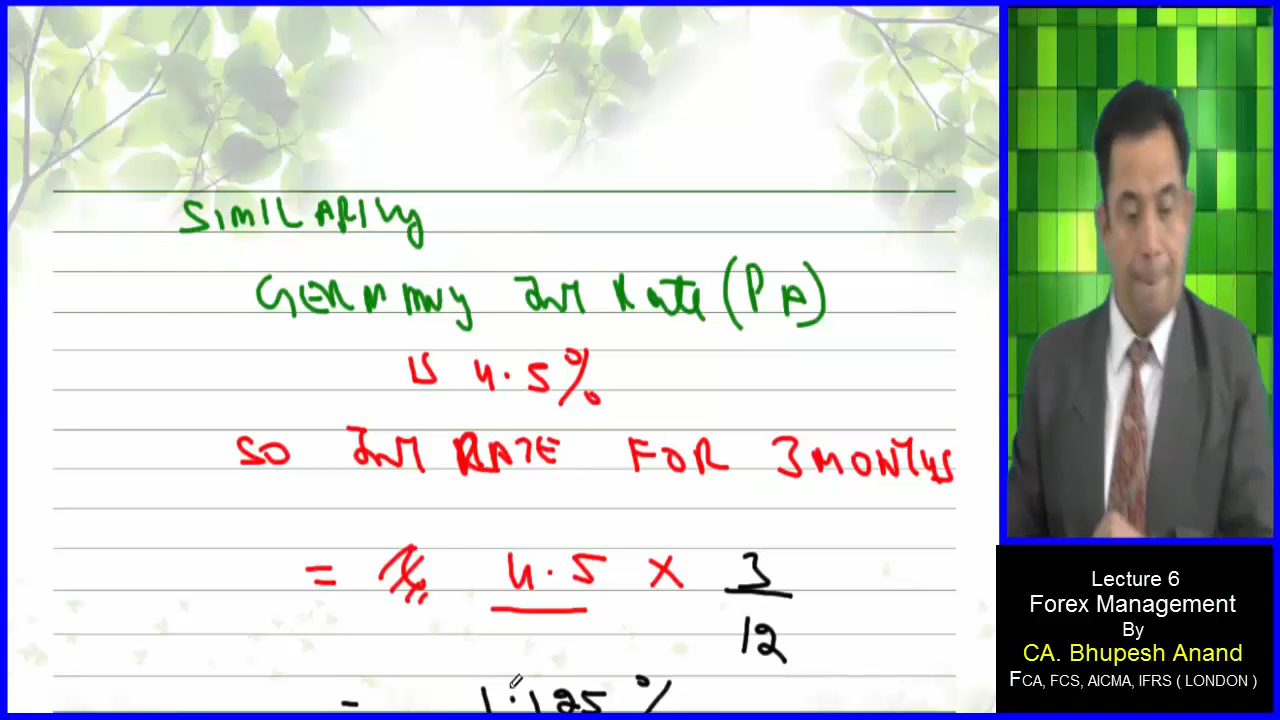 SIMILARILY
GERMANY Int Rate (PA)
is 4.5%
SO Int RATE FOR 3 MONTHS
= 4.5 × 3/12
= 1.125 %
Lecture 6
Forex Management
By
CA. Bhupesh Anand
FCA, FCS, AICMA, IFRS ( LONDON )